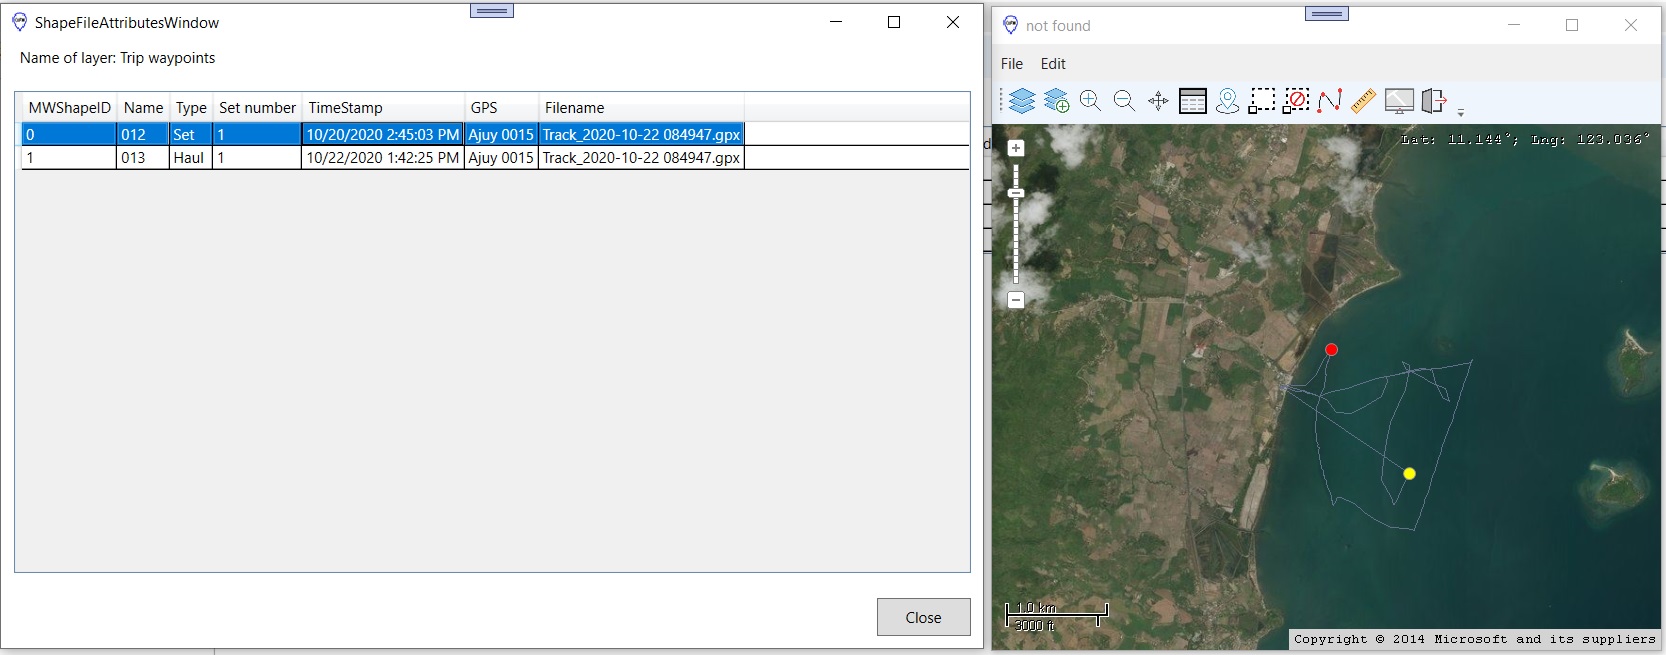 ShapeFileAttributesWindow
Name of layer: Trip waypoints
MWShapeID Name Type Set number TimeStamp GPS Filename
0 012 Set 1 10/20/2020 2:45:03 PM Ajuy 0015 Track_2020-10-22 084947.gpx
1 013 Haul 1 10/22/2020 1:42:25 PM Ajuy 0015 Track_2020-10-22 084947.gpx
Close
not found
File Edit
Lat: 11.144°; Lng: 123.036°
1.0 km
3000 ft
Copyright © 2014 Microsoft and its suppliers